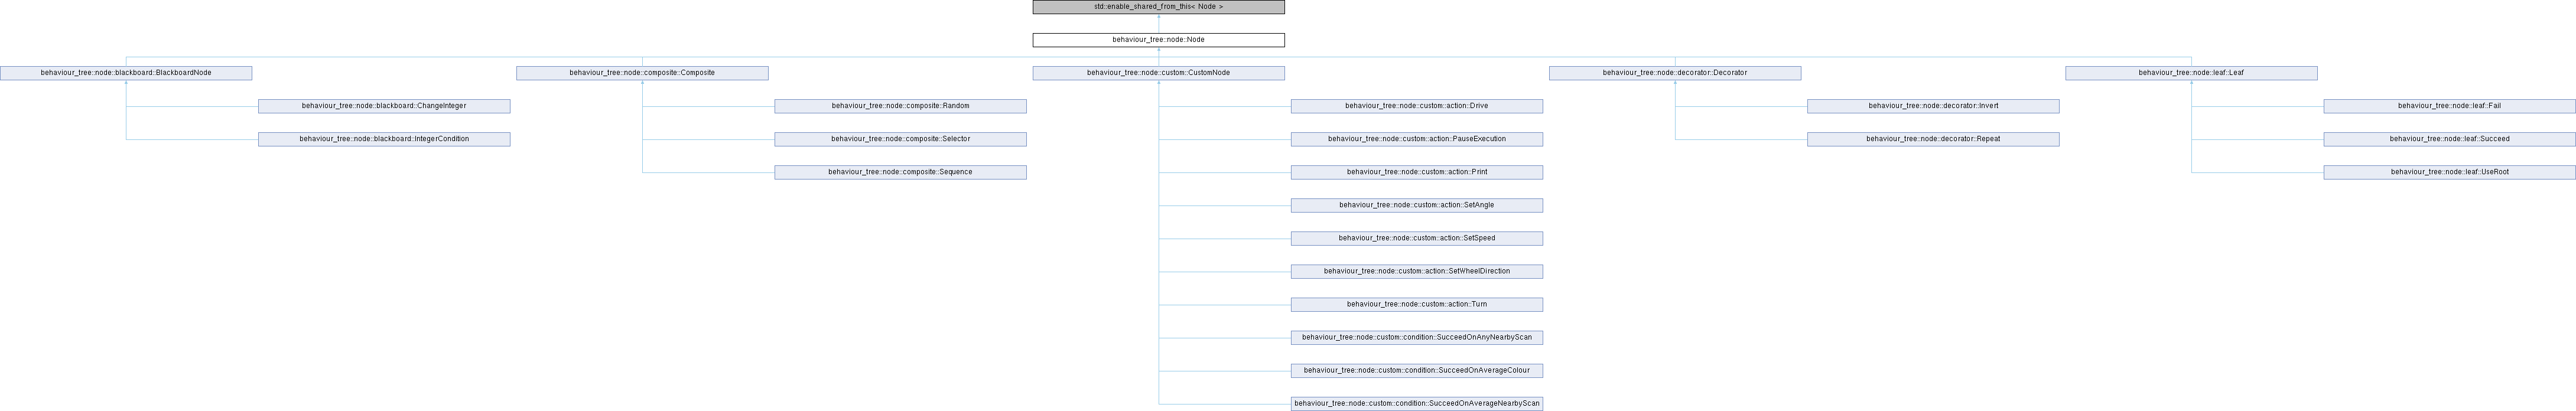 std::enable_shared_from_this< Node >
behaviour_tree::node::Node
behaviour_tree::node::blackboard::BlackboardNode
behaviour_tree::node::composite::Composite
behaviour_tree::node::custom::CustomNode
behaviour_tree::node::decorator::Decorator
behaviour_tree::node::leaf::Leaf
behaviour_tree::node::blackboard::ChangeInteger
behaviour_tree::node::composite::Random
behaviour_tree::node::custom::action::Drive
behaviour_tree::node::decorator::Invert
behaviour_tree::node::leaf::Fail
behaviour_tree::node::blackboard::IntegerCondition
behaviour_tree::node::composite::Selector
behaviour_tree::node::custom::action::PauseExecution
behaviour_tree::node::decorator::Repeat
behaviour_tree::node::leaf::Succeed
behaviour_tree::node::composite::Sequence
behaviour_tree::node::custom::action::Print
behaviour_tree::node::leaf::UseRoot
behaviour_tree::node::custom::action::SetAngle
behaviour_tree::node::custom::action::SetSpeed
behaviour_tree::node::custom::action::SetWheelDirection
behaviour_tree::node::custom::action::Turn
behaviour_tree::node::custom::condition::SucceedOnAnyNearbyScan
behaviour_tree::node::custom::condition::SucceedOnAverageColour
behaviour_tree::node::custom::condition::SucceedOnAverageNearbyScan